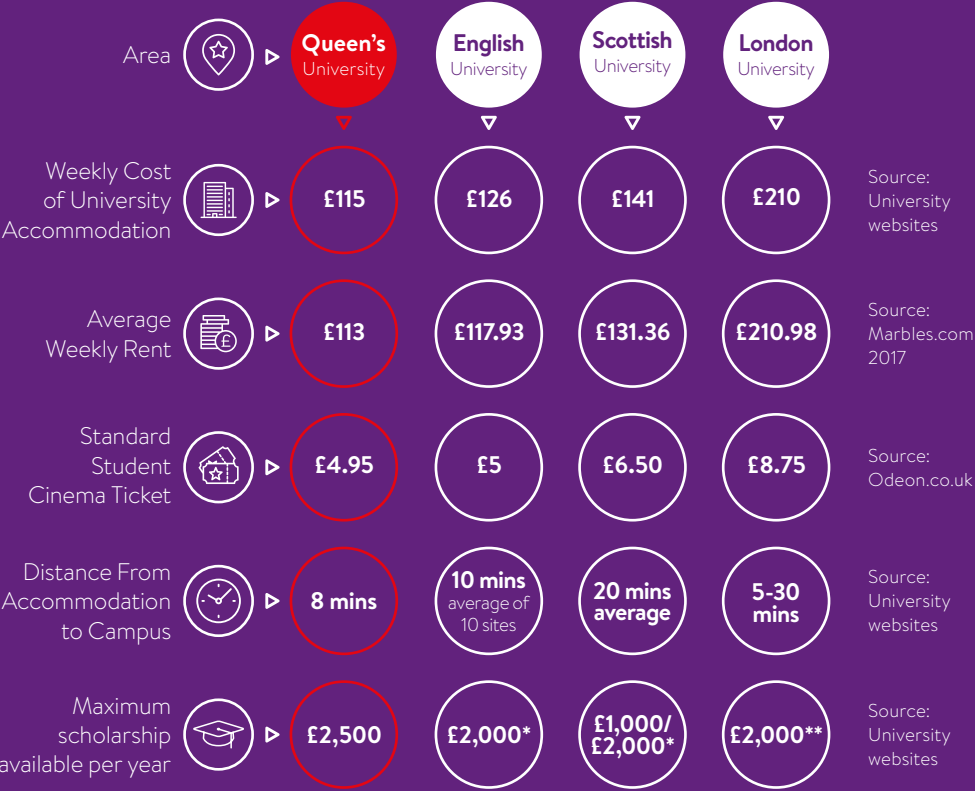 Area
Queen's
University
English
University
Scottish
University
London
University
Weekly Cost
of University
Accommodation
£115
£126
£141
£210
Source:
University
websites
Average
Weekly Rent
£113
£117.93
£131.36
£210.98
Source:
Marbles.com
2017
Standard
Student
Cinema Ticket
£4.95
£5
£6.50
£8.75
Source:
Odeon.co.uk
Distance From
Accommodation
to Campus
8 mins
10 mins
average of
10 sites
20 mins
average
5-30
mins
Source:
University
websites
Maximum
scholarship
available per year
£2,500
£2,000*
£1,000/
£2,000*
£2,000**
Source:
University
websites